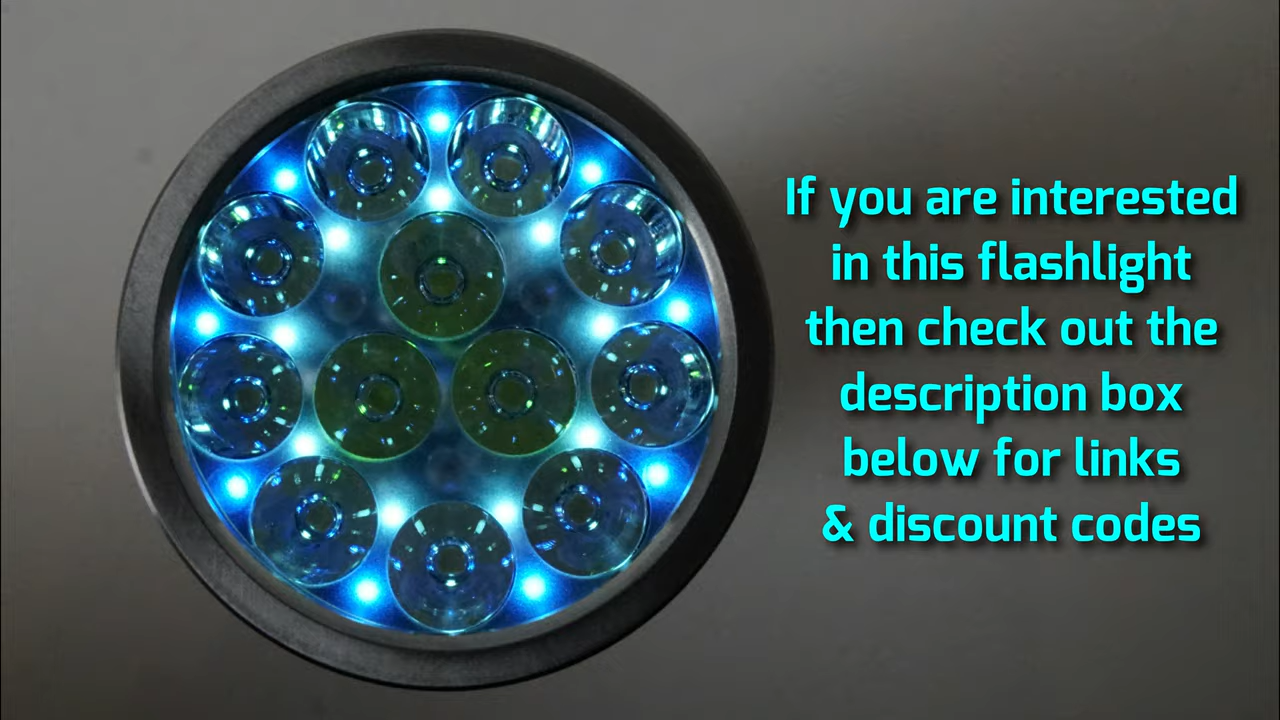 If you are interested
in this flashlight
then check out the
description box
below for links
& discount codes